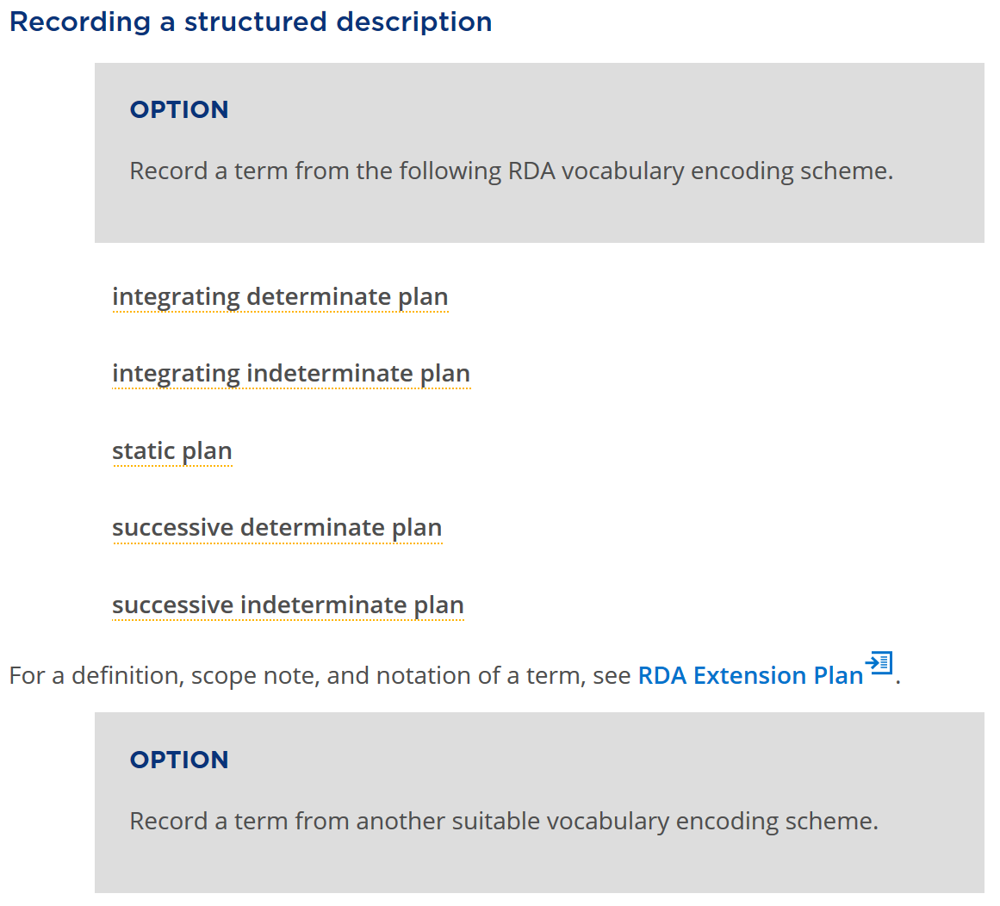 Recording a structured description
OPTION
Record a term from the following RDA vocabulary encoding scheme.
integrating determinate plan
integrating indeterminate plan
static plan
successive determinate plan
successive indeterminate plan
For a definition, scope note, and notation of a term, see RDA Extension Plan.
OPTION
Record a term from another suitable vocabulary encoding scheme.